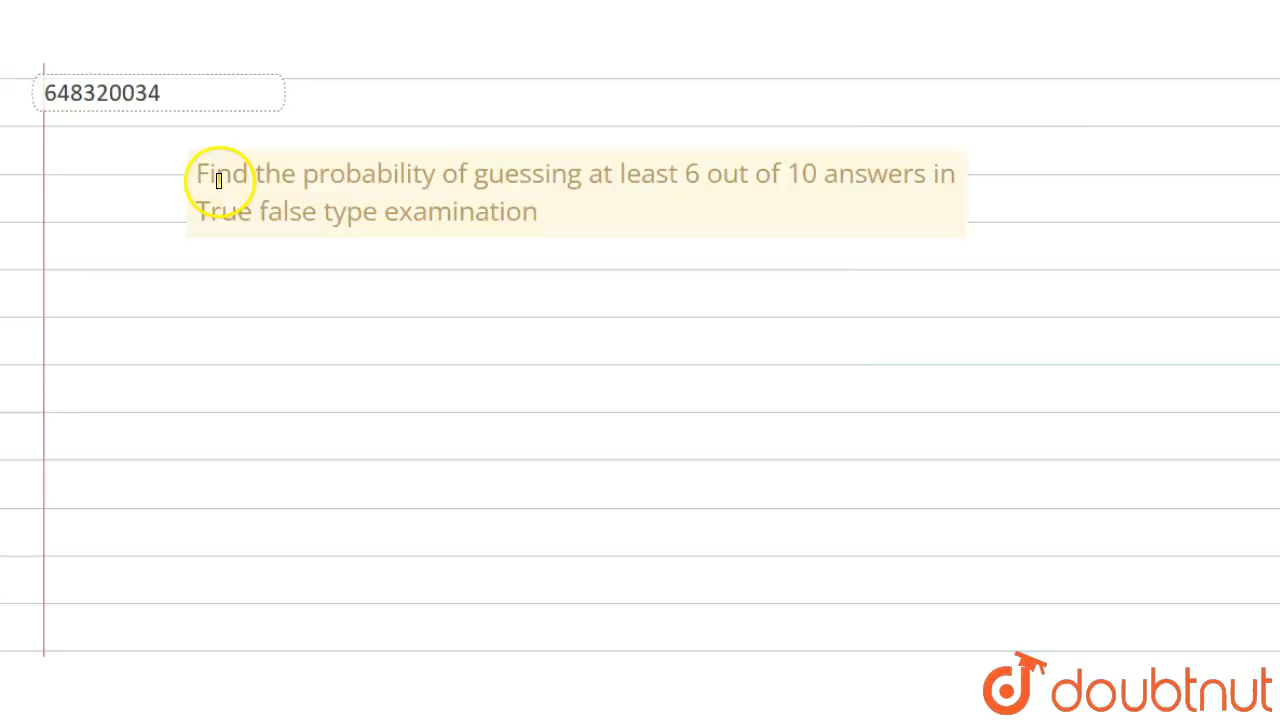 648320034
Find the probability of guessing at least 6 out of 10 answers in
True false type examination
doubtnut